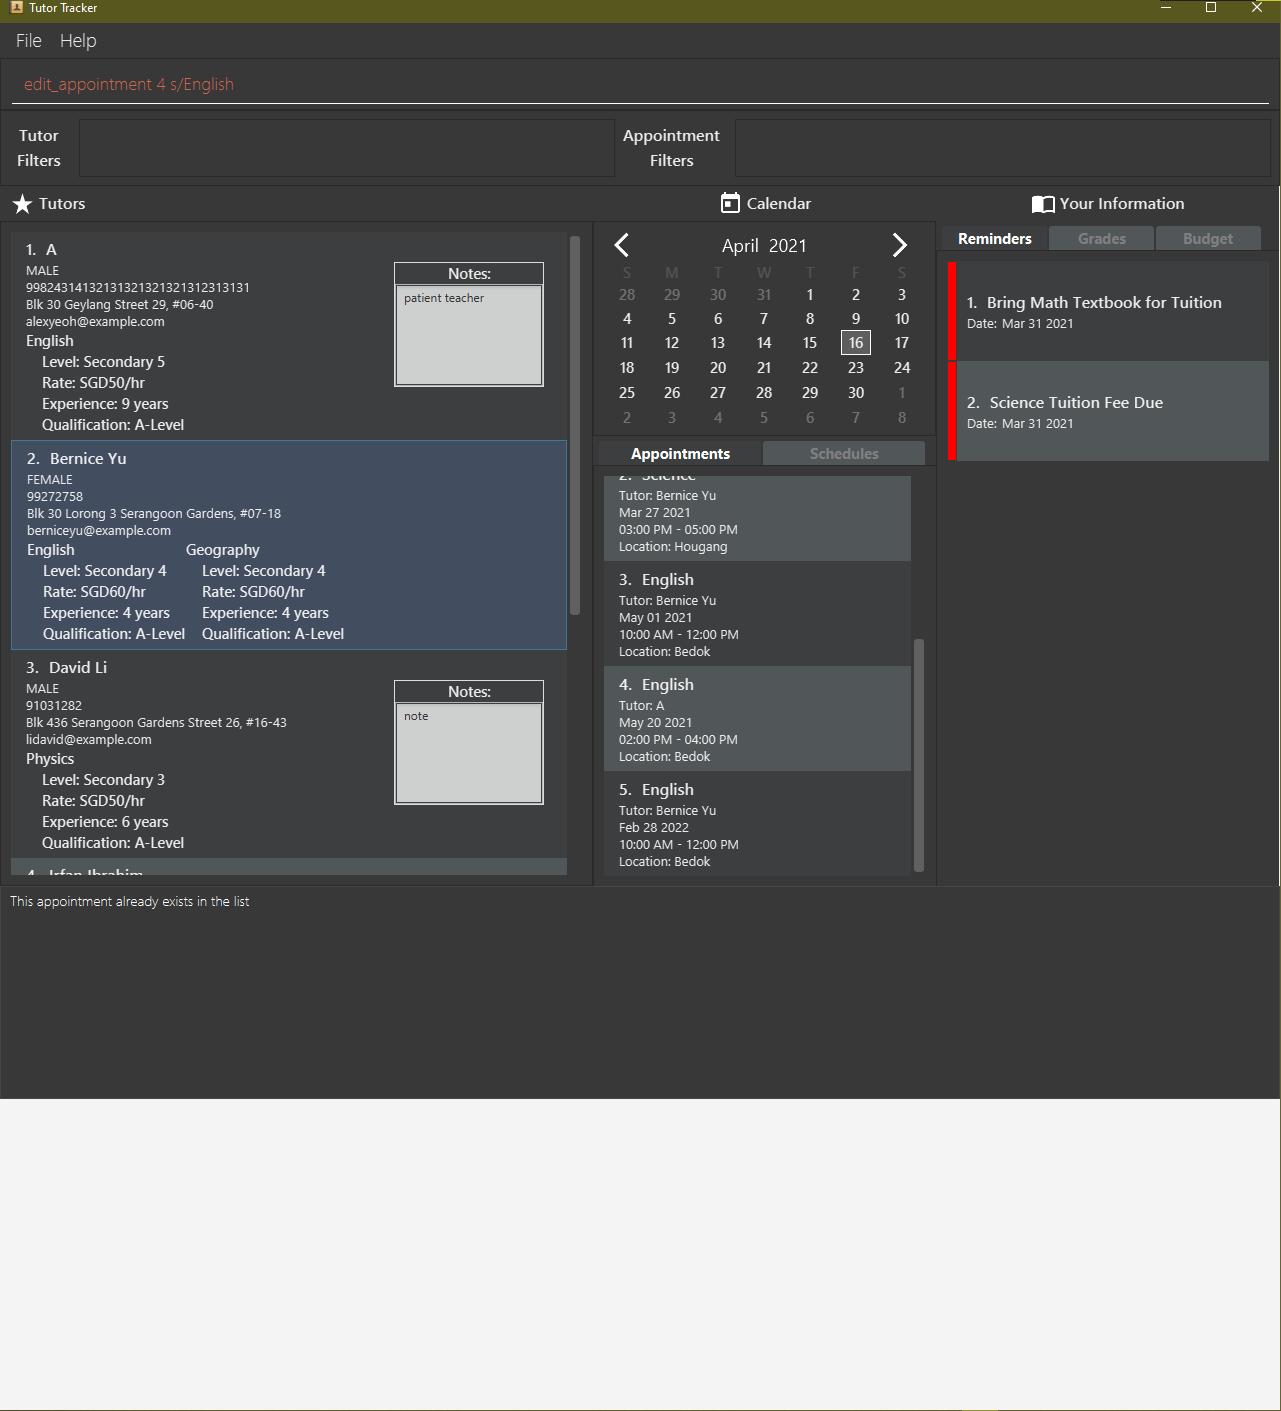 Tutor Tracker
File Help
edit_appointment 4 s/English
Tutor
Filters
Appointment
Filters
Tutors
1. A
MALE
99824314132131321321321312313131
Blk 30 Geylang Street 29, #06-40
alexyeoh@example.com
English
Level: Secondary 5
Rate: SGD50/hr
Experience: 9 years
Qualification: A-Level
Notes:
patient teacher
2. Bernice Yu
FEMALE
99272758
Blk 30 Lorong 3 Serangoon Gardens, #07-18
berniceyu@example.com
English Geography
Level: Secondary 4 Level: Secondary 4
Rate: SGD60/hr Rate: SGD60/hr
Experience: 4 years Experience: 4 years
Qualification: A-Level Qualification: A-Level
3. David Li
MALE
91031282
Blk 436 Serangoon Gardens Street 26, #16-43
lidavid@example.com
Physics
Level: Secondary 3
Rate: SGD50/hr
Experience: 6 years
Qualification: A-Level
Notes:
note
4. Irfan Ibrahim
Calendar
April 2021
S M T W T F S
28 29 30 31 1 2 3
4 5 6 7 8 9 10
11 12 13 14 15 16 17
18 19 20 21 22 23 24
25 26 27 28 29 30 1
2 3 4 5 6 7 8
Appointments Schedules
2. Science
Tutor: Bernice Yu
Mar 27 2021
03:00 PM - 05:00 PM
Location: Hougang
3. English
Tutor: Bernice Yu
May 01 2021
10:00 AM - 12:00 PM
Location: Bedok
4. English
Tutor: A
May 20 2021
02:00 PM - 04:00 PM
Location: Bedok
5. English
Tutor: Bernice Yu
Feb 28 2022
10:00 AM - 12:00 PM
Location: Bedok
Your Information
Reminders Grades Budget
1. Bring Math Textbook for Tuition
Date: Mar 31 2021
2. Science Tuition Fee Due
Date: Mar 31 2021
This appointment already exists in the list